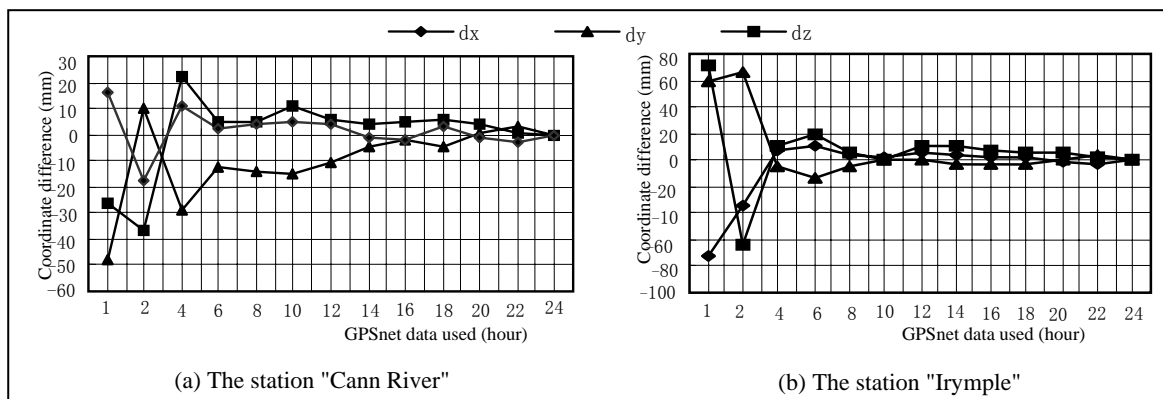 dx dy dz
Coordinate difference (mm)
30
20
10
0
-10
-20
-30
-40
-50
-60
1 2 4 6 8 10 12 14 16 18 20 22 24
GPSnet data used (hour)
(a) The station "Cann River"
Coordinate difference (mm)
80
60
20
0
20
-10
-60
-80
-100
1 2 4 6 8 10 12 14 16 18 20 22 24
GPSnet data used (hour)
(b) The station "Irymple"